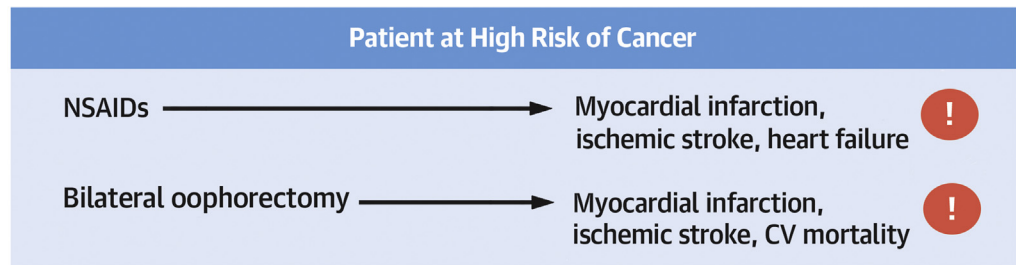 Patient at High Risk of Cancer
NSAIDs
Myocardial infarction,
ischemic stroke, heart failure
!
Bilateral oophorectomy
Myocardial infarction,
ischemic stroke, CV mortality
!